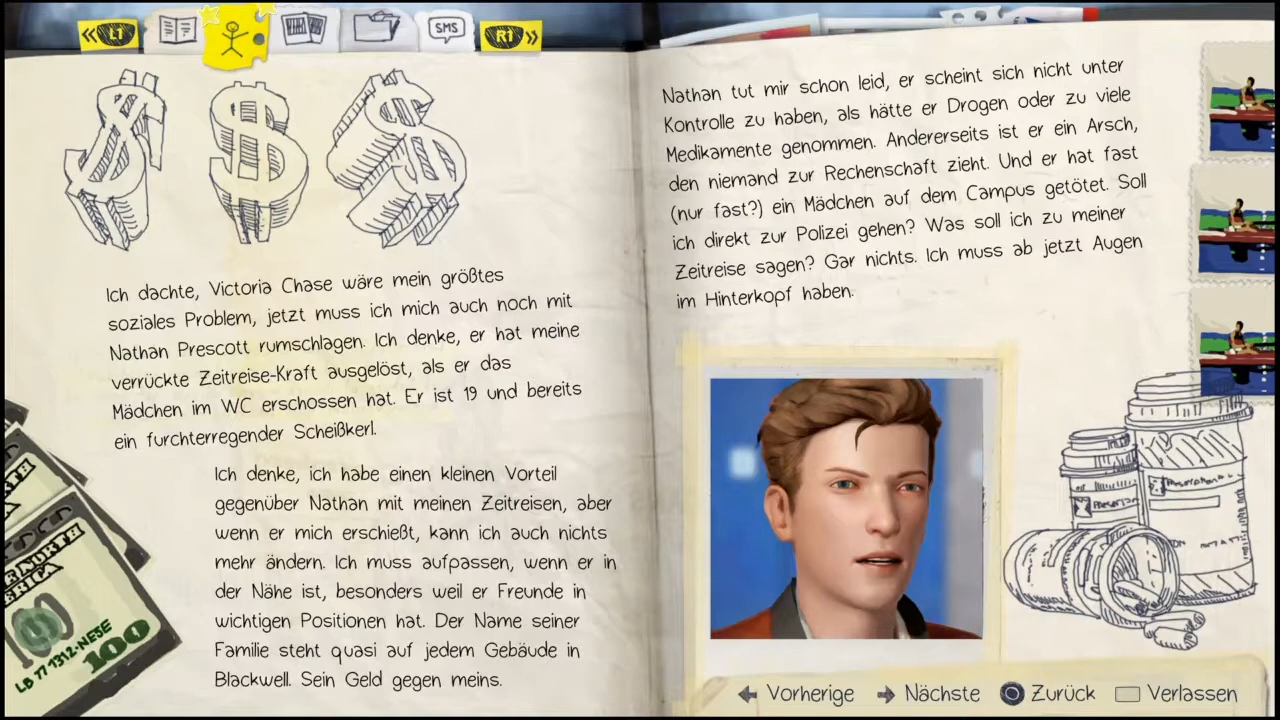 L1
SMS
R1
Ich dachte, Victoria Chase wäre mein größtes
soziales Problem, jetzt muss ich mich auch noch mit
Nathan Prescott rumschlagen. Ich denke, er hat meine
verrückte Zeitreise-Kraft ausgelöst, als er das
Mädchen im WC erschossen hat. Er ist 19 und bereits
ein furchterregender Scheißkerl.
Ich denke, ich habe einen kleinen Vorteil
gegenüber Nathan mit meinen Zeitreisen, aber
wenn er mich erschießt, kann ich auch nichts
mehr ändern. Ich muss aufpassen, wenn er in
der Nähe ist, besonders weil er Freunde in
wichtigen Positionen hat. Der Name seiner
Familie steht quasi auf jedem Gebäude in
Blackwell. Sein Geld gegen meins.
LB 77 1312-NESE
100
Nathan tut mir schon leid, er scheint sich nicht unter
Kontrolle zu haben, als hätte er Drogen oder zu viele
Medikamente genommen. Andererseits ist er ein Arsch,
den niemand zur Rechenschaft zieht. Und er hat fast
(nur fast?) ein Mädchen auf dem Campus getötet. Soll
ich direkt zur Polizei gehen? Was soll ich zu meiner
Zeitreise sagen? Gar nichts. Ich muss ab jetzt Augen
im Hinterkopf haben.
Vorherige
Nächste
Zurück
Verlassen